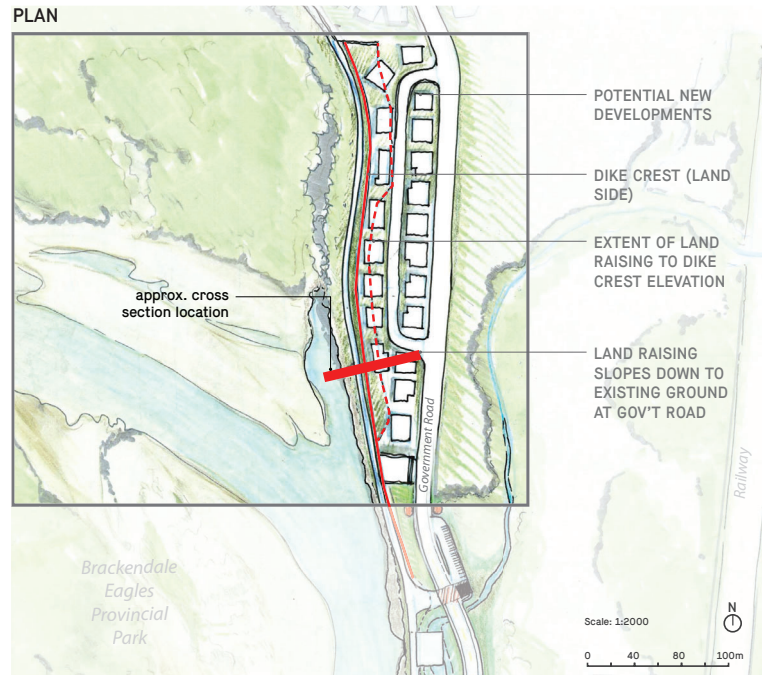 PLAN
POTENTIAL NEW
DEVELOPMENTS
DIKE CREST (LAND
SIDE)
EXTENT OF LAND
RAISING TO DIKE
CREST ELEVATION
approx. cross
section location
LAND RAISING
SLOPES DOWN TO
EXISTING GROUND
AT GOV'T ROAD
Government Road
Railway
Brackendale
Eagles
Provincial
Park
Scale: 1:2000
N
0 40 80 100m